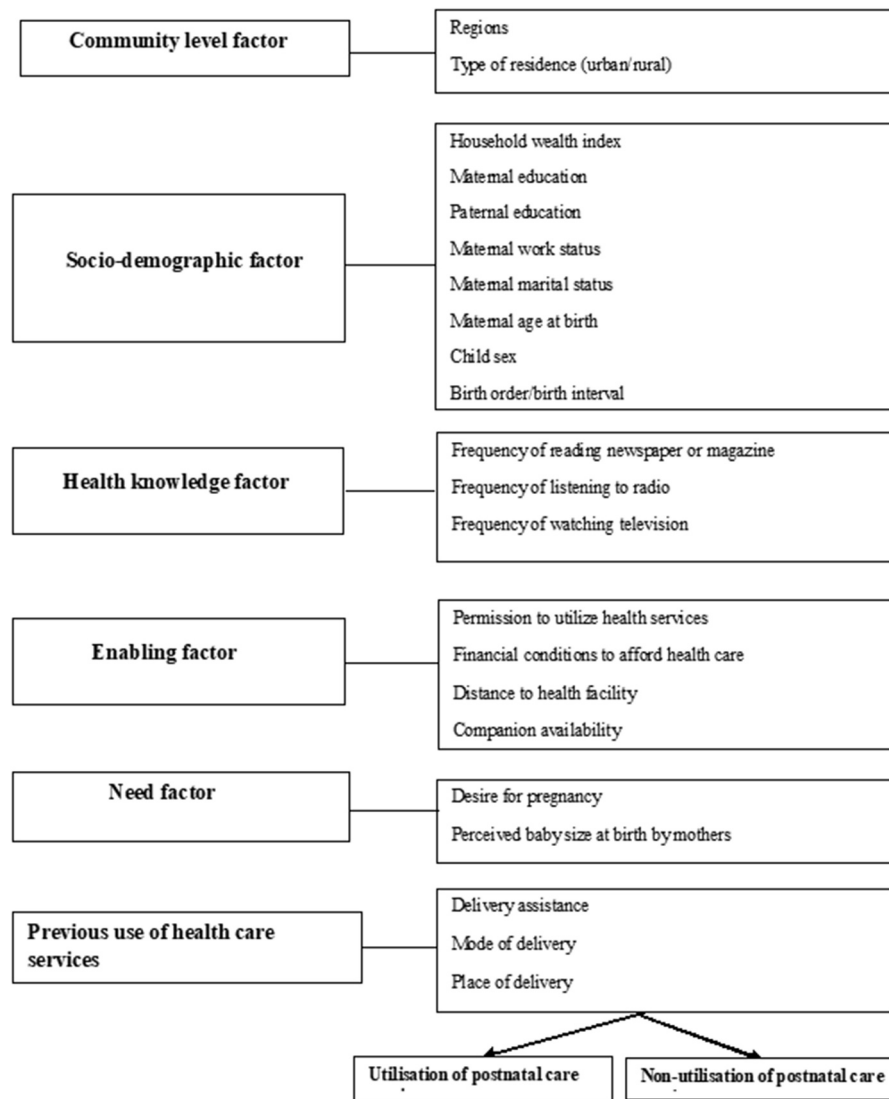 Community level factor
Regions
Type of residence (urban/rural)
Socio-demographic factor
Household wealth index
Maternal education
Paternal education
Maternal work status
Maternal marital status
Maternal age at birth
Child sex
Birth order/birth interval
Health knowledge factor
Frequency of reading newspaper or magazine
Frequency of listening to radio
Frequency of watching television
Enabling factor
Permission to utilize health services
Financial conditions to afford health care
Distance to health facility
Companion availability
Need factor
Desire for pregnancy
Perceived baby size at birth by mothers
Previous use of health care
services
Delivery assistance
Mode of delivery
Place of delivery
Utilisation of postnatal care
Non-utilisation of postnatal care